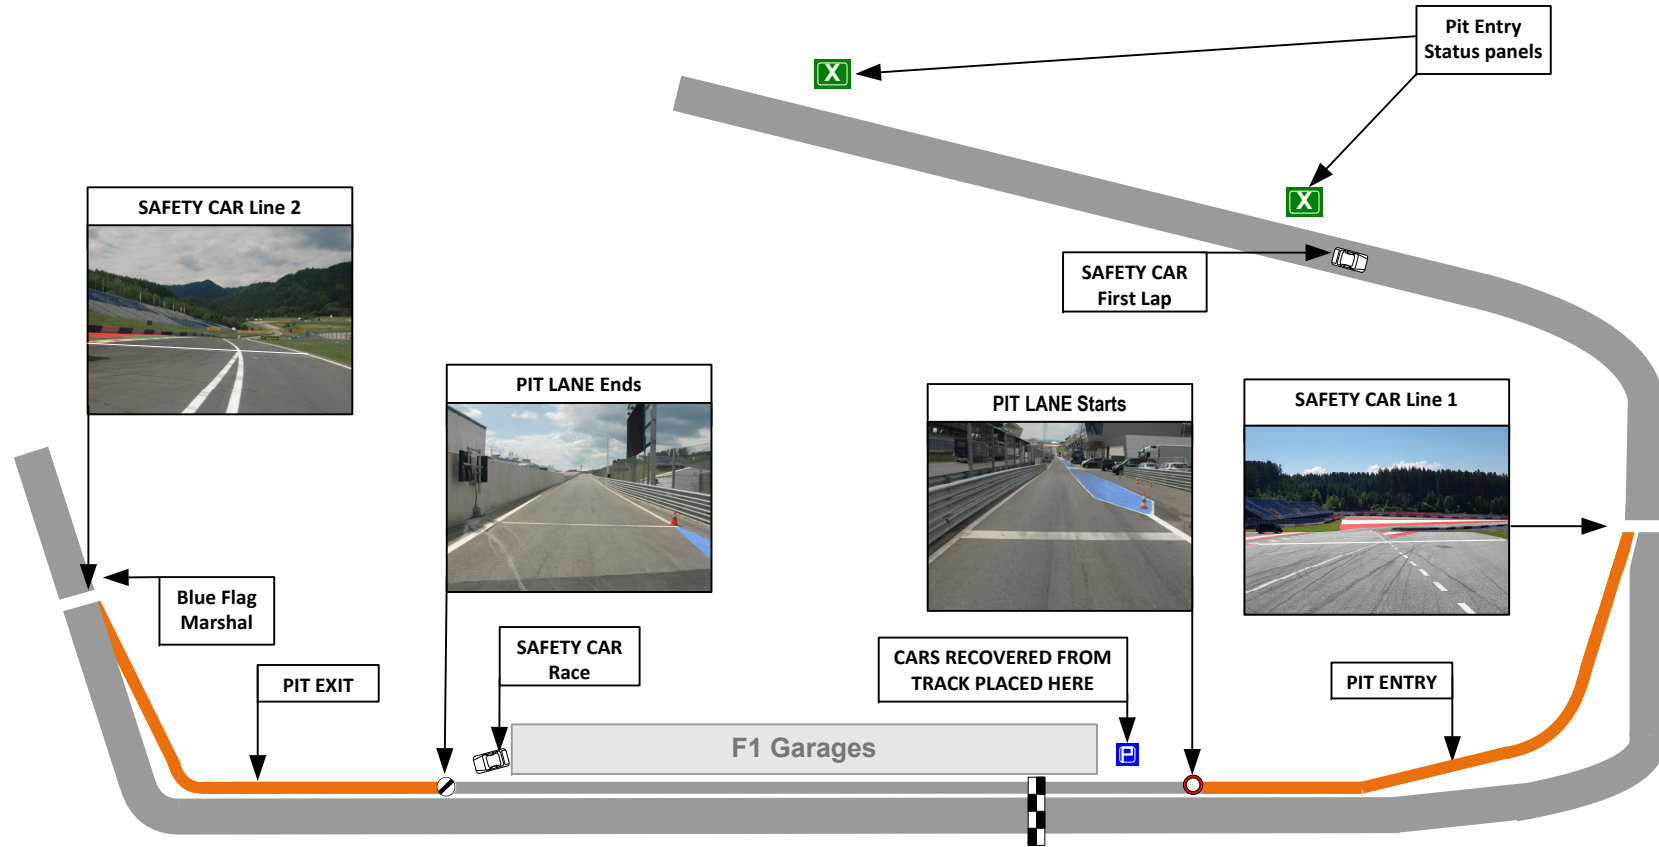 Pit Entry
Status panels
X
X
SAFETY CAR Line 2
SAFETY CAR
First Lap
PIT LANE Ends
PIT LANE Starts
SAFETY CAR Line 1
Blue Flag
Marshal
SAFETY CAR
Race
CARS RECOVERED FROM
TRACK PLACED HERE
PIT EXIT
PIT ENTRY
F1 Garages
P